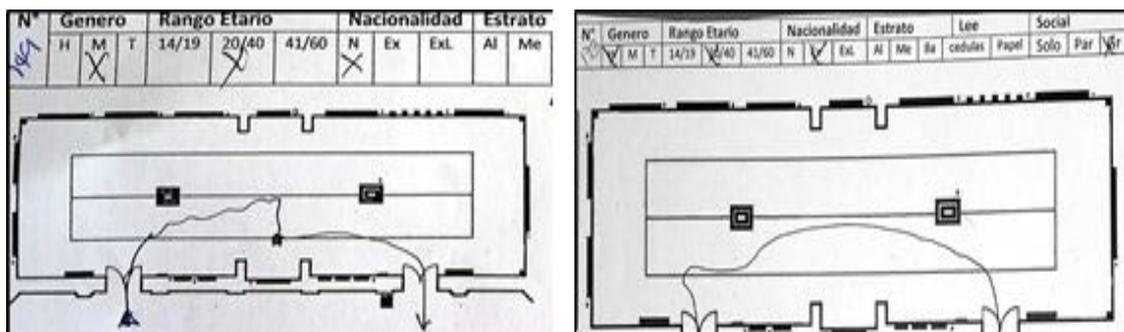 N° Genero Rango Etario Nacionalidad Estrato
H M T 14/19 20/40 41/60 N Ex ExL Al Me
N° Genero Rango Etario Nacionalidad Estrato Lee Social
M T 14/19 /40 41/60 N ExL Al Me Ba cedulas Papel Solo Par